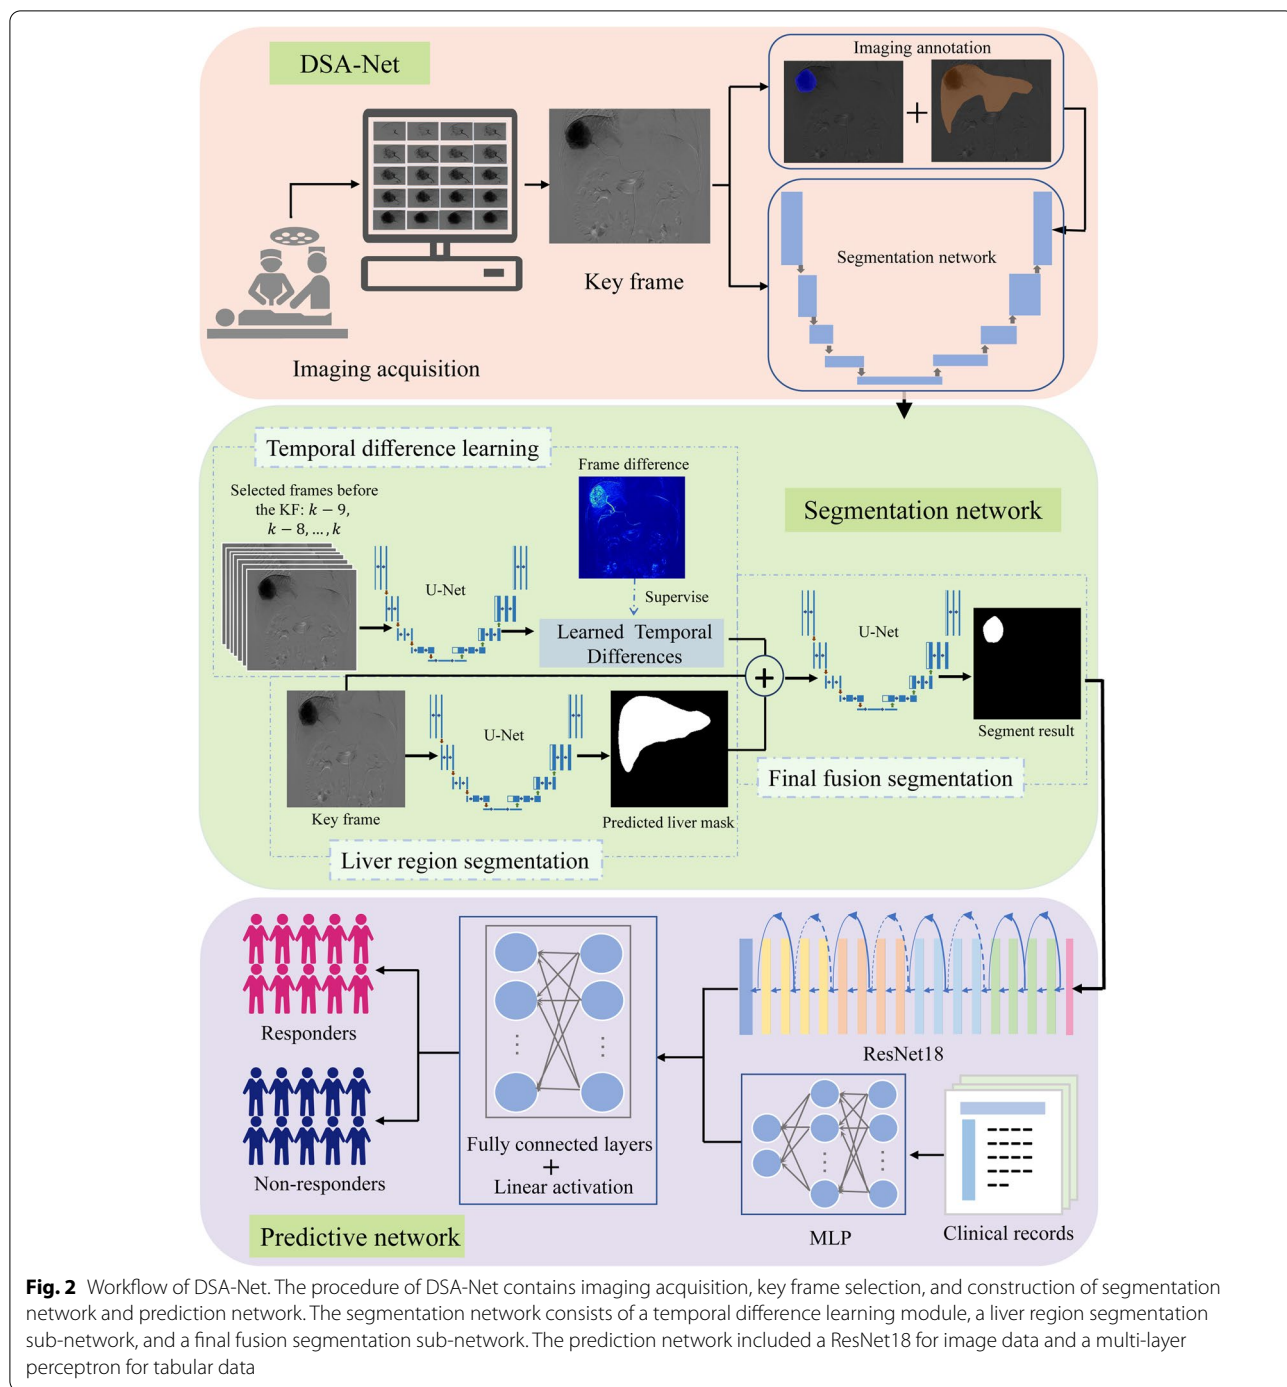 DSA-Net
Imaging annotation
+
Segmentation network
Key frame
Imaging acquisition
Temporal difference learning
Selected frames before
the KF: k − 9,
k − 8, ..., k
U-Net
Frame difference
Supervise
Learned Temporal
Differences
Segmentation network
+
U-Net
Segment result
Final fusion segmentation
Key frame
U-Net
Predicted liver mask
Liver region segmentation
Responders
Non-responders
Fully connected layers
+
Linear activation
ResNet18
MLP
Clinical records
Predictive network
Fig. 2 Workflow of DSA-Net. The procedure of DSA-Net contains imaging acquisition, key frame selection, and construction of segmentation
network and prediction network. The segmentation network consists of a temporal difference learning module, a liver region segmentation
sub-network, and a final fusion segmentation sub-network. The prediction network included a ResNet18 for image data and a multi-layer
perceptron for tabular data